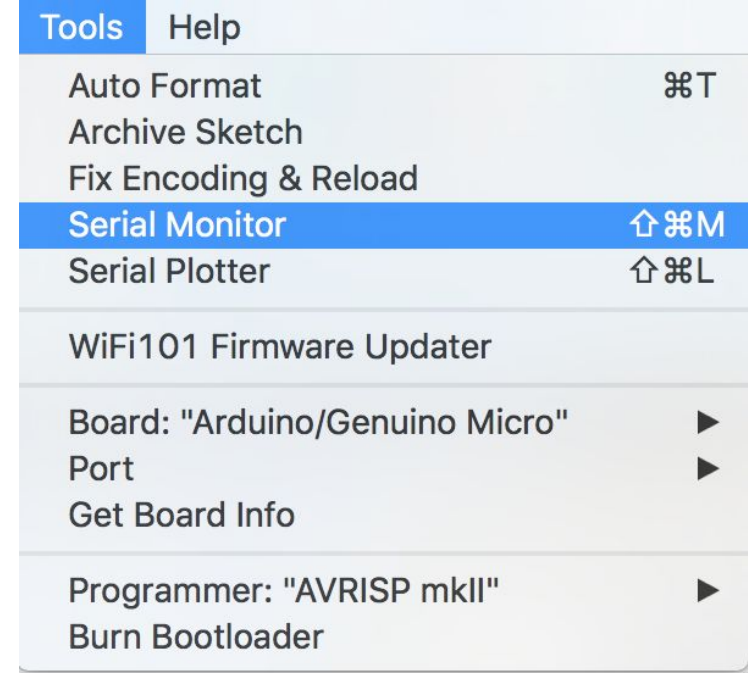 Tools Help
Auto Format ⌘T
Archive Sketch
Fix Encoding & Reload
Serial Monitor ⇧⌘M
Serial Plotter ⇧⌘L
WiFi101 Firmware Updater
Board: "Arduino/Genuino Micro" ▶
Port ▶
Get Board Info
Programmer: "AVRISP mkII" ▶
Burn Bootloader